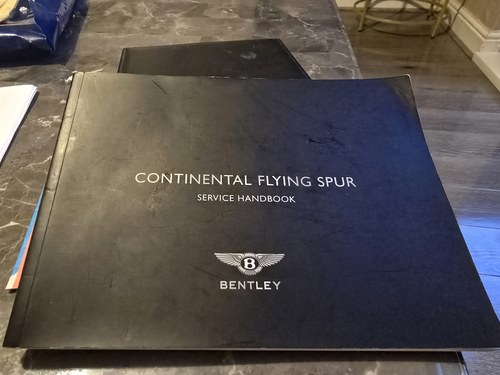 CONTINENTAL FLYING SPUR
SERVICE HANDBOOK
B
BENTLEY